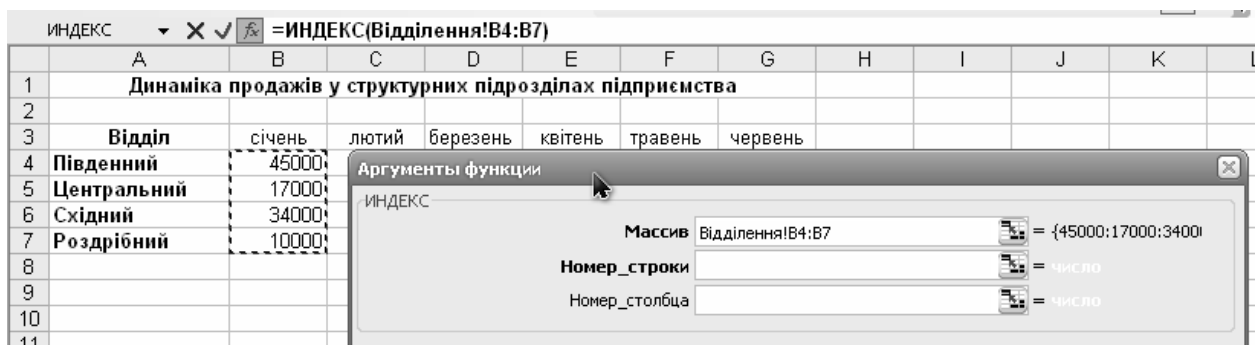 ИНДЕКС =ИНДЕКС(Відділення!B4:B7)
A B C D E F G H I J K L
1 Динаміка продажів у структурних підрозділах підприємства
2
3 Відділ січень лютий березень квітень травень червень
4 Південний 45000 Аргументы функции
5 Центральний 17000 ИНДЕКС
6 Східний 34000 Массив Відділення!B4:B7 = {45000:17000:3400
7 Роздрібний 10000 Номер_строки = число
8 Номер_столбца = число
9
10
11